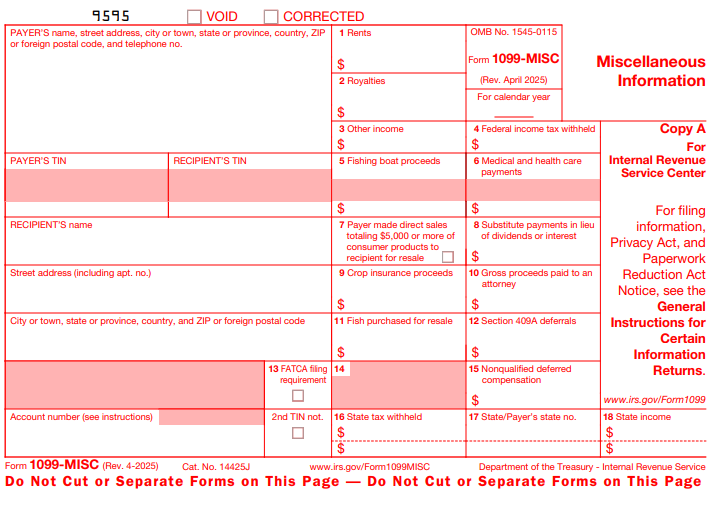 9595
VOID
CORRECTED
PAYER'S name, street address, city or town, state or province, country, ZIP
or foreign postal code, and telephone no.
1 Rents
$
2 Royalties
$
OMB No. 1545-0115
Form 1099-MISC
(Rev. April 2025)
For calendar year
Miscellaneous
Information
3 Other income
$
4 Federal income tax withheld
$
Copy A
For
Internal Revenue
Service Center
PAYER'S TIN
RECIPIENT'S TIN
5 Fishing boat proceeds
$
6 Medical and health care
payments
$
For filing
information,
Privacy Act, and
Paperwork
Reduction Act
Notice, see the
General
Instructions for
Certain
Information
Returns.
www.irs.gov/Form1099
RECIPIENT'S name
7 Payer made direct sales
totaling $5,000 or more of
consumer products to
recipient for resale
8 Substitute payments in lieu
of dividends or interest
$
Street address (including apt. no.)
9 Crop insurance proceeds
$
10 Gross proceeds paid to an
attorney
$
City or town, state or province, country, and ZIP or foreign postal code
11 Fish purchased for resale
$
12 Section 409A deferrals
$
13 FATCA filing
requirement
14
15 Nonqualified deferred
compensation
$
Account number (see instructions)
2nd TIN not.
16 State tax withheld
$
$
17 State/Payer's state no.
18 State income
$
$
Form 1099-MISC (Rev. 4-2025)
Cat. No. 14425J
www.irs.gov/Form1099MISC
Department of the Treasury - Internal Revenue Service
Do Not Cut or Separate Forms on This Page — Do Not Cut or Separate Forms on This Page